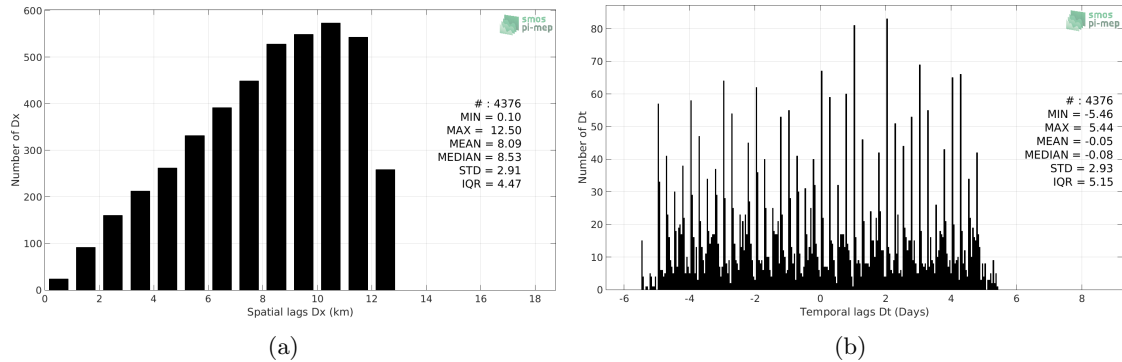 600
500
400
300
200
100
0
Number of Dx
0 2 4 6 8 10 12 14 16 18
Spatial lags Dx (km)
smos
pi-mep
# : 4376
MIN = 0.10
MAX = 12.50
MEAN = 8.09
MEDIAN = 8.53
STD = 2.91
IQR = 4.47
(a)
80
70
60
50
40
30
20
10
0
Number of Dt
-6 -4 -2 0 2 4 6 8
Temporal lags Dt (Days)
smos
pi-mep
# : 4376
MIN = -5.46
MAX = 5.44
MEAN = -0.05
MEDIAN = -0.08
STD = 2.93
IQR = 5.15
(b)